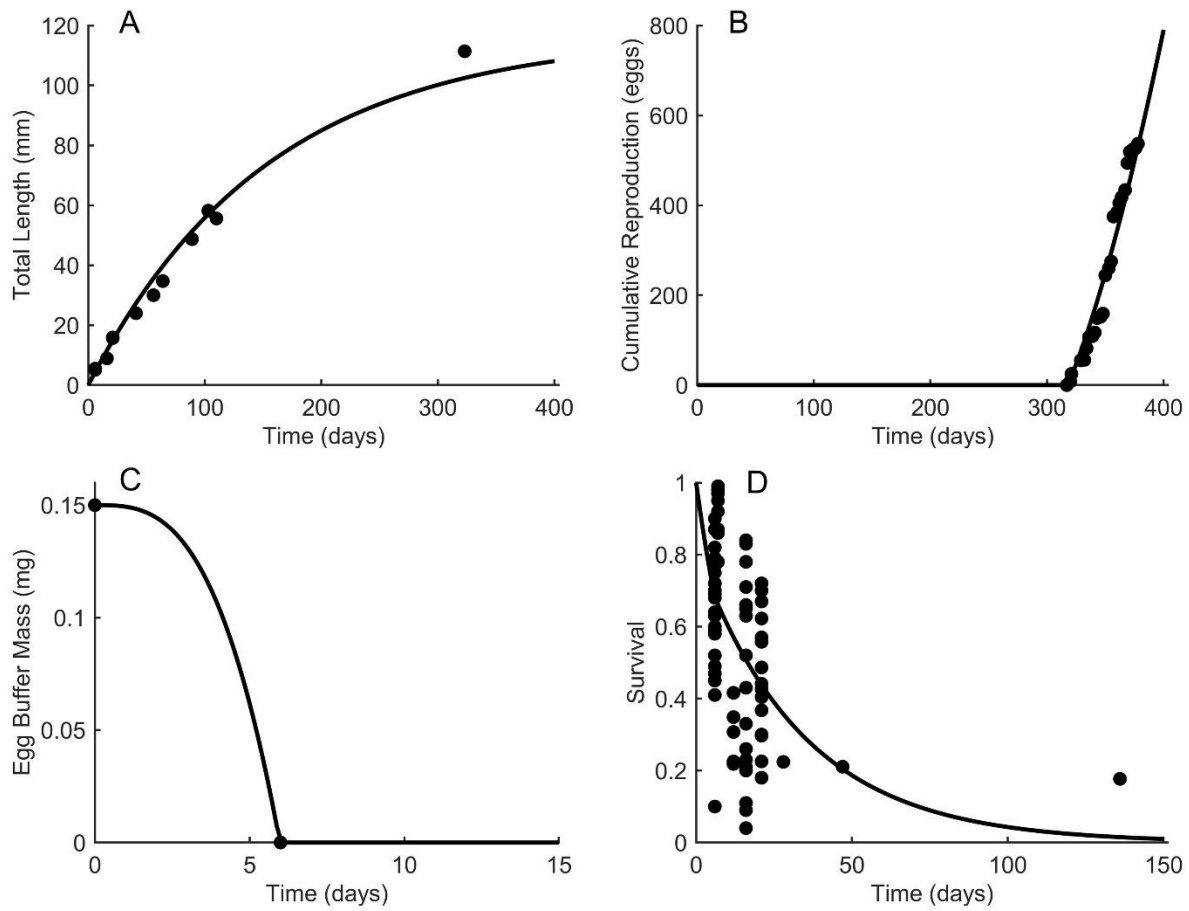 A
Total Length (mm)
120
100
80
60
40
20
0
0 100 200 300 400
Time (days)
B
Cumulative Reproduction (eggs)
800
600
400
200
0
0 100 200 300 400
Time (days)
C
Egg Buffer Mass (mg)
0.15
0.1
0.05
0
0 5 10 15
Time (days)
D
Survival
1
0.8
0.6
0.4
0.2
0
0 50 100 150
Time (days)